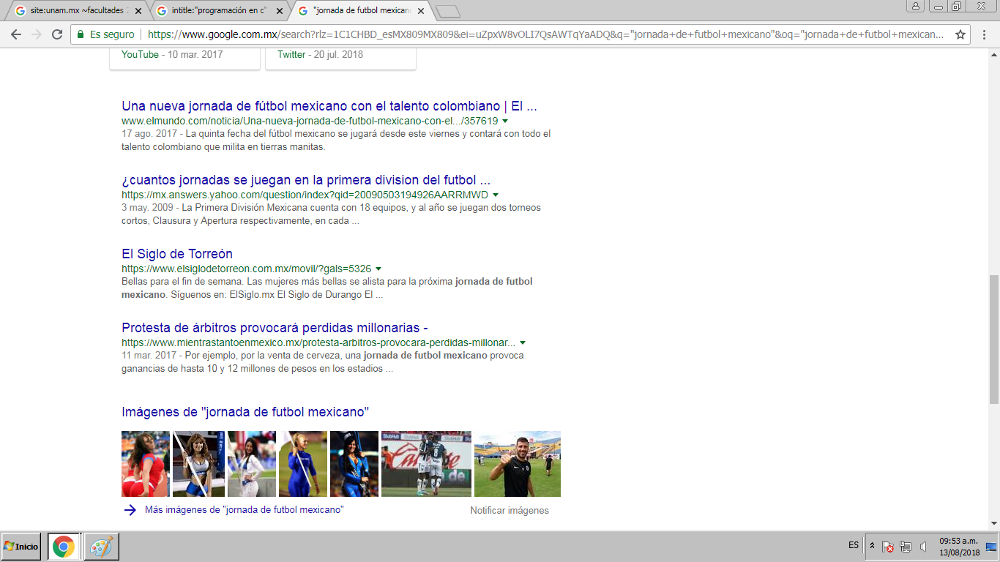 site:unam.mx ~facultades 2
intitle:"programación en c"
"jornada de futbol mexican
Es seguro
https://www.google.com.mx/search?rlz=1C1CHBD_esMX809MX809&ei=uZpxW8vOLI7QsAWTqYaADQ&q="jornada+de+futbol+mexicano"&oq="jornada+de+futbol+mexican...
YouTube - 10 mar. 2017
Twitter - 20 jul. 2018
Una nueva jornada de fútbol mexicano con el talento colombiano | El ...
www.elmundo.com/noticia/Una-nueva-jornada-de-futbol-mexicano-con-el.../357619
17 ago. 2017 - La quinta fecha del fútbol mexicano se jugará desde este viernes y contará con todo el
talento colombiano que milita en tierras manitas.
¿cuantos jornadas se juegan en la primera division del futbol ...
https://mx.answers.yahoo.com/question/index?qid=20090503194926AARRMWD
3 may. 2009 - La Primera División Mexicana cuenta con 18 equipos, y al año se juegan dos torneos
cortos, Clausura y Apertura respectivamente, en cada ...
El Siglo de Torreón
https://www.elsiglodetorreon.com.mx/movil/?gals=5326
Bellas para el fin de semana. Las mujeres más bellas se alista para la próxima jornada de futbol
mexicano. Síguenos en: ElSiglo.mx El Siglo de Durango El ...
Protesta de árbitros provocará perdidas millonarias -
https://www.mientrastantoenmexico.mx/protesta-arbitros-provocara-perdidas-millonar...
11 mar. 2017 - Por ejemplo, por la venta de cerveza, una jornada de futbol mexicano provoca
ganancias de hasta 10 y 12 millones de pesos en los estadios ...
Imágenes de "jornada de futbol mexicano"
Más imágenes de "jornada de futbol mexicano"
Notificar imágenes
Inicio
ES
09:53 a.m.
13/08/2018